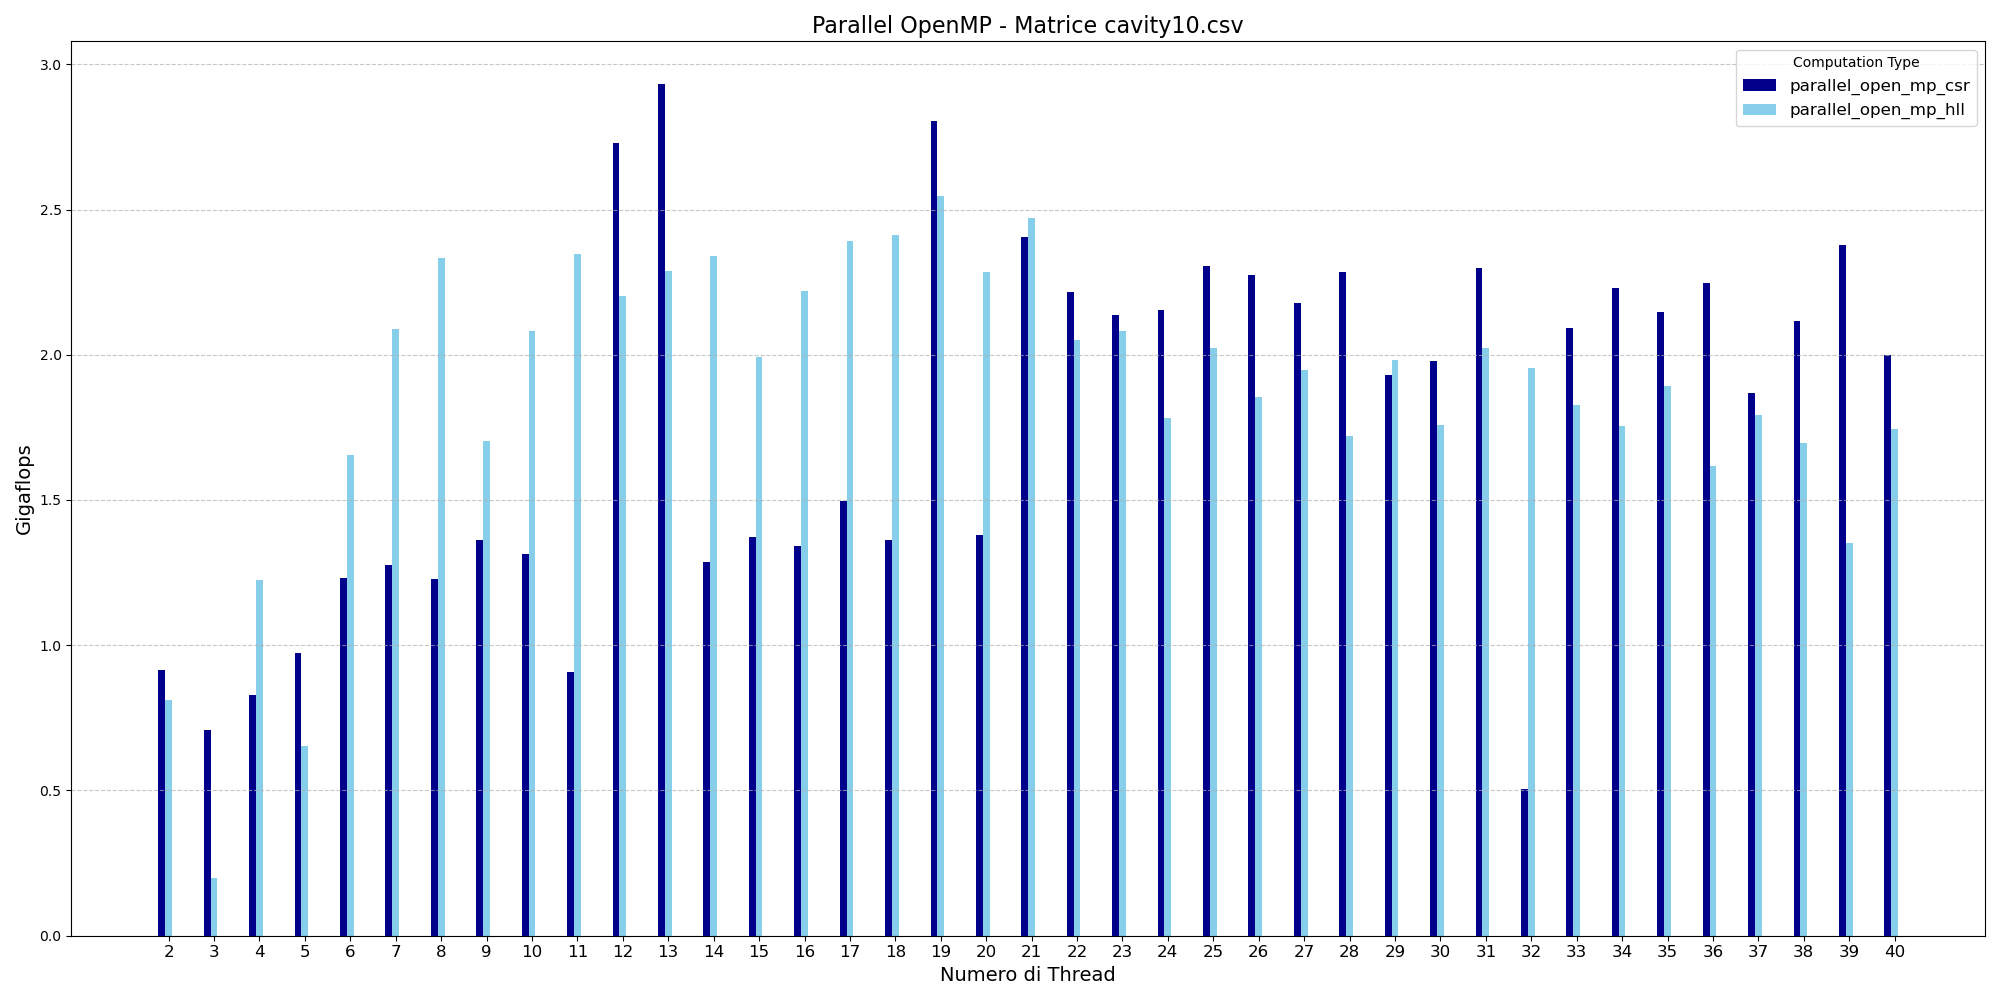 Parallel OpenMP - Matrice cavity10.csv
Computation Type
parallel_open_mp_csr
parallel_open_mp_hll
Gigaflops
3.0
2.5
2.0
1.5
1.0
0.5
0.0
2 3 4 5 6 7 8 9 10 11 12 13 14 15 16 17 18 19 20 21 22 23 24 25 26 27 28 29 30 31 32 33 34 35 36 37 38 39 40
Numero di Thread